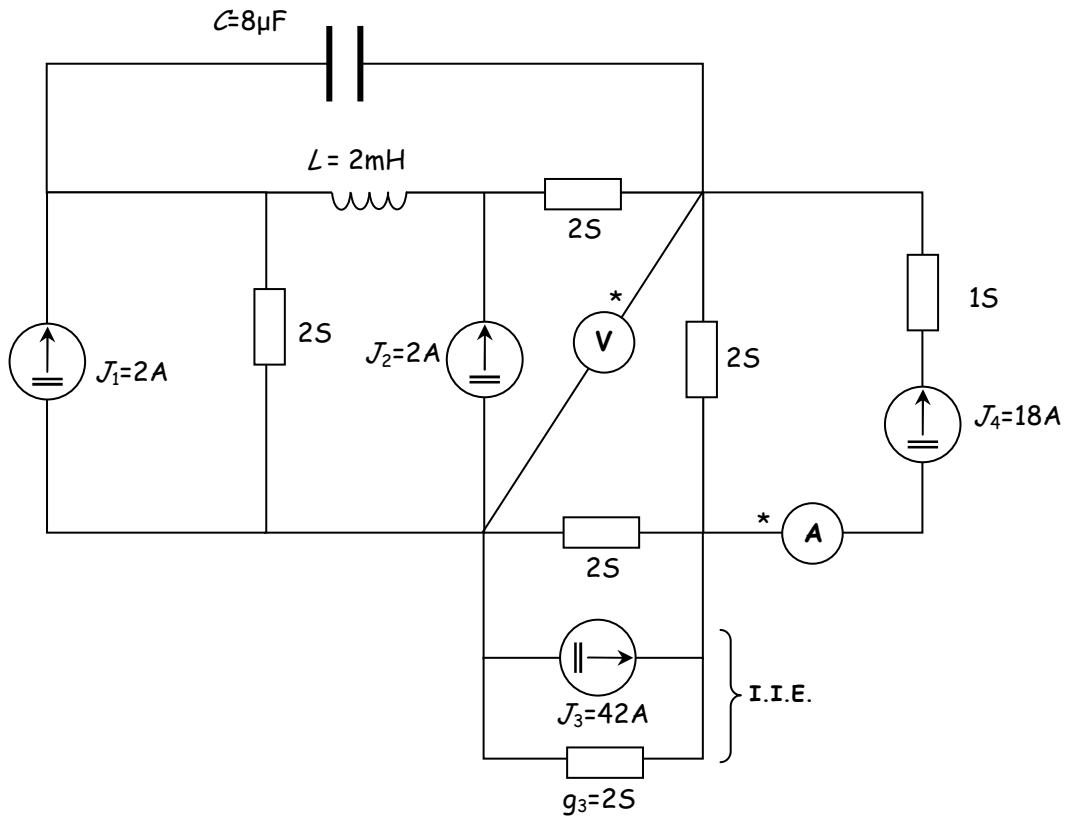 C=8μF
L= 2mH
2S
*
1S
2S
V
J₂=2A
2S
J₁=2A
J₄=18A
*
A
2S
I.I.E.
J₃=42A
g₃=2S